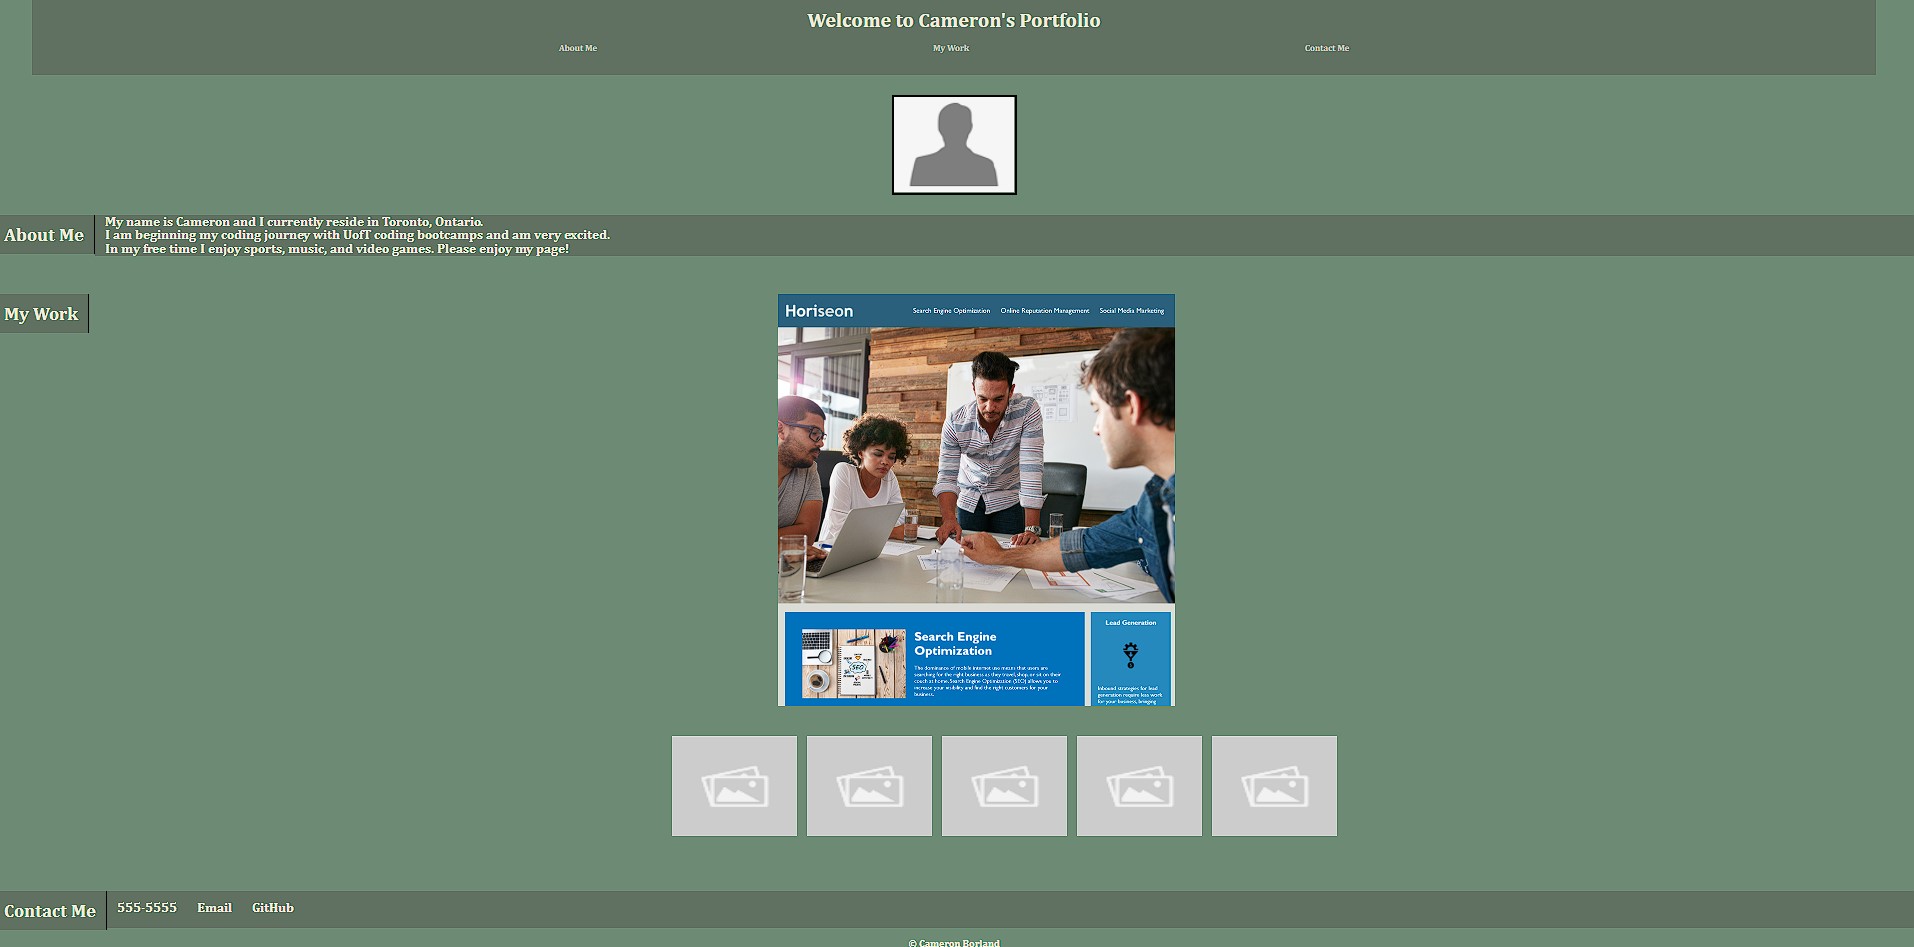 Welcome to Cameron's Portfolio
About Me
My Work
Contact Me
About Me
My name is Cameron and I currently reside in Toronto, Ontario.
I am beginning my coding journey with UofT coding bootcamps and am very excited.
In my free time I enjoy sports, music, and video games. Please enjoy my page!
My Work
Horiseon
Search Engine Optimization
Online Reputation Management
Social Media Marketing
SEO
Search Engine
Optimization
The dominance of mobile internet use means that users are
searching for the right business as they travel, shop, or sit on their
couch at home. Search Engine Optimization (SEO) allows you to
increase your visibility and find the right customers for your
business.
Lead Generation
Inbound strategies for lead
generation require less work
for your business, bringing
Contact Me
555-5555
Email
GitHub
© Cameron Borland